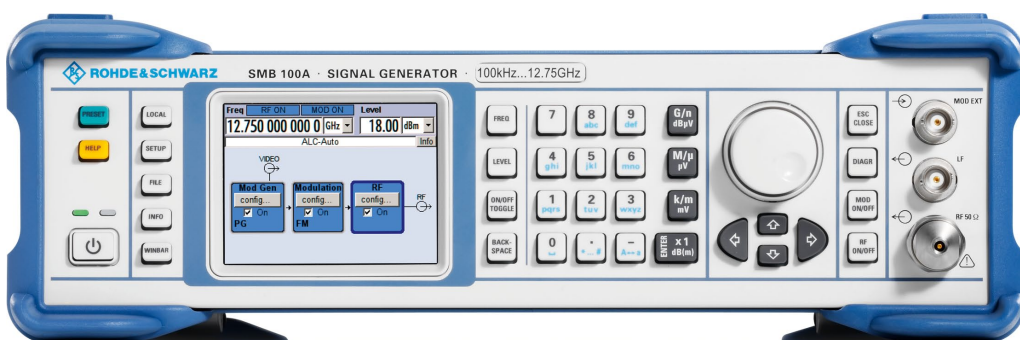 ROHDE&SCHWARZ
SMB 100A · SIGNAL GENERATOR · 100kHz...12.75GHz
PRESET
LOCAL
HELP
SETUP
FILE
INFO
WINBAR
Freq RF ON MOD ON Level
12.750 000 000 0 GHz 18.00 dBm
ALC-Auto Info
VIDEO
Mod Gen Modulation RF
config... config... config...
On On On
PG FM
RF
FREQ 7 8 abc 9 def G/n dBµV
LEVEL 4 ghi 5 jkl 6 mno M/µ µV
ON/OFF TOGGLE 1 pqrs 2 tuv 3 wxyz k/m mV
BACK-SPACE 0 . *...# – A↔a ENTER x 1 dB(m)
ESC CLOSE
DIAGR
MOD ON/OFF
RF ON/OFF
MOD EXT
LF
RF 50 Ω